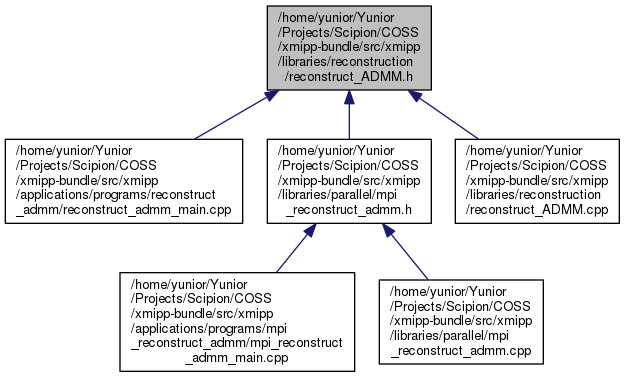 /home/yunior/Yunior
/Projects/Scipion/COSS
/xmipp-bundle/src/xmipp
/libraries/reconstruction
/reconstruct_ADMM.h
/home/yunior/Yunior
/Projects/Scipion/COSS
/xmipp-bundle/src/xmipp
/applications/programs/reconstruct
_admm/reconstruct_admm_main.cpp
/home/yunior/Yunior
/Projects/Scipion/COSS
/xmipp-bundle/src/xmipp
/libraries/parallel/mpi
_reconstruct_admm.h
/home/yunior/Yunior
/Projects/Scipion/COSS
/xmipp-bundle/src/xmipp
/libraries/reconstruction
/reconstruct_ADMM.cpp
/home/yunior/Yunior
/Projects/Scipion/COSS
/xmipp-bundle/src/xmipp
/applications/programs/mpi
_reconstruct_admm/mpi_reconstruct
_admm_main.cpp
/home/yunior/Yunior
/Projects/Scipion/COSS
/xmipp-bundle/src/xmipp
/libraries/parallel/mpi
_reconstruct_admm.cpp